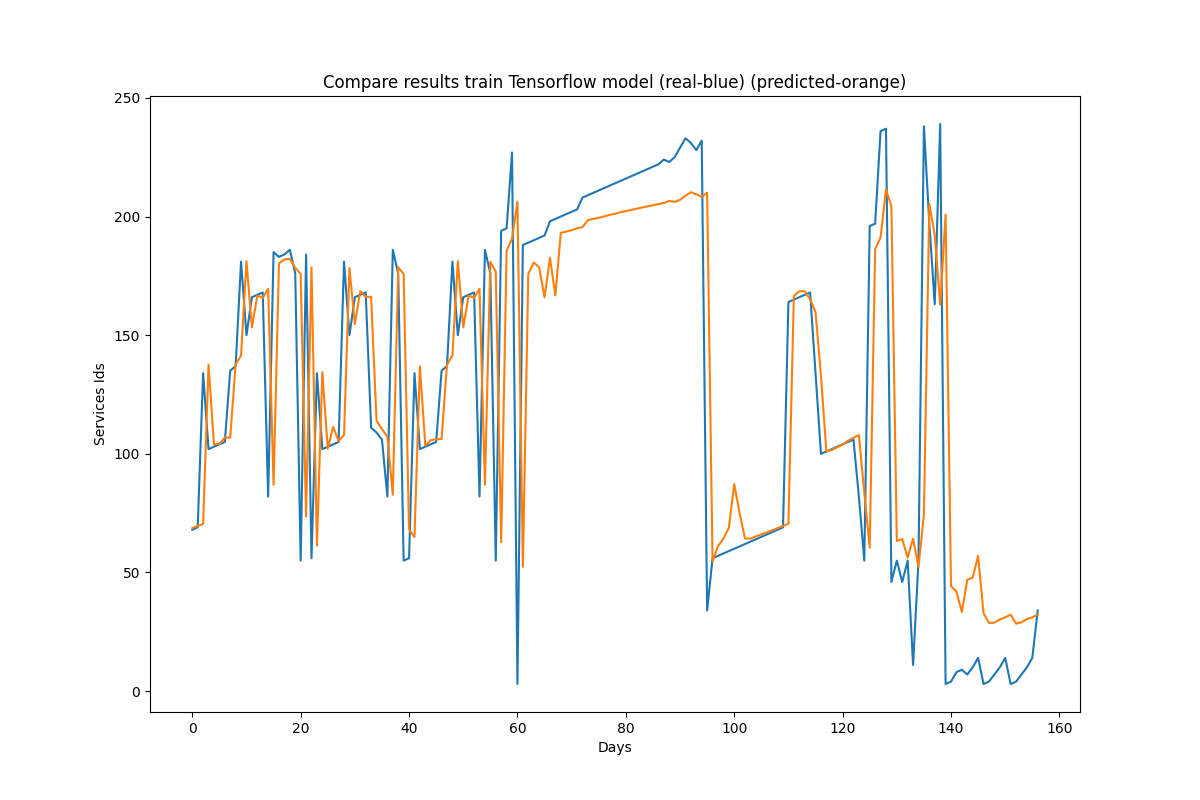 Compare results train Tensorflow model (real-blue) (predicted-orange)
250
200
150
100
50
0
Services Ids
0 20 40 60 80 100 120 140 160
Days